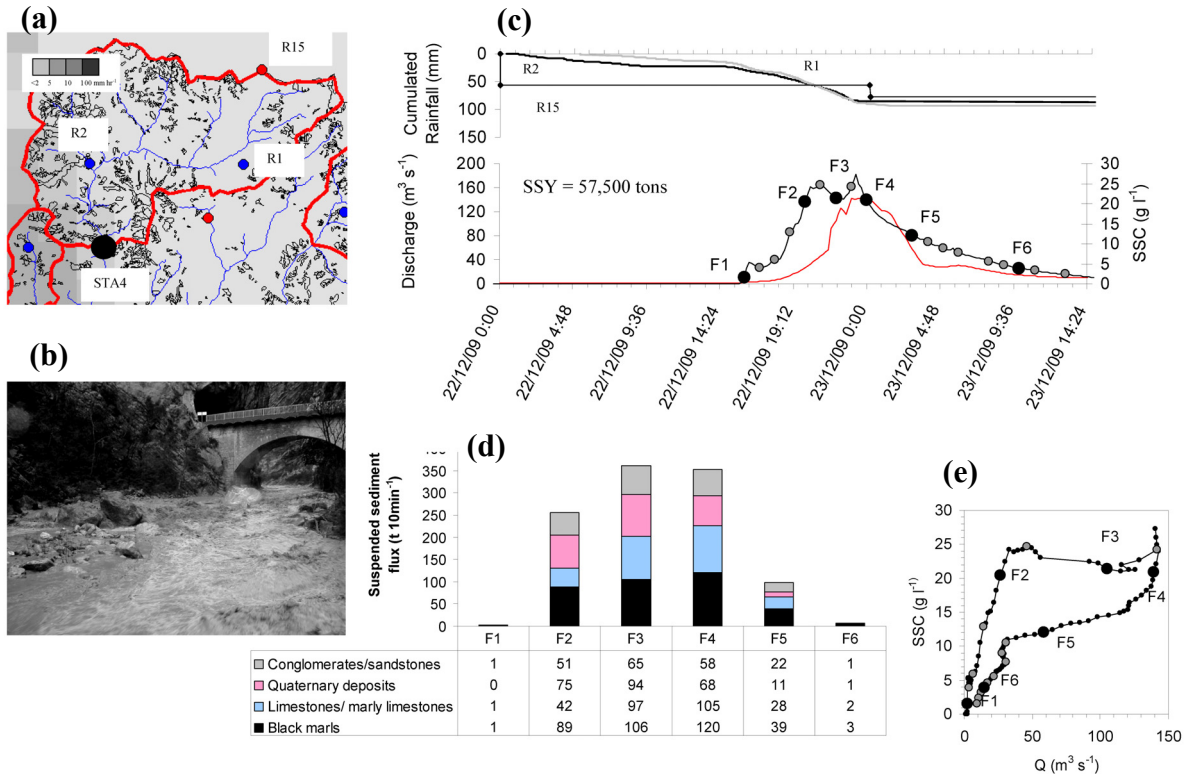 (a)
R15
<2 5 10 100 mm hr-1
R2
R1
STA4
(b)
(c)
Cumulated
Rainfall (mm)
0
50
100
150
R2
R1
R15
Discharge (m3 s-1)
200
160
120
80
40
0
SSY = 57,500 tons
F1
F2
F3
F4
F5
F6
30
25
20
15
10
5
0
SSC (g l-1)
22/12/09 0:00
22/12/09 4:48
22/12/09 9:36
22/12/09 14:24
22/12/09 19:12
23/12/09 0:00
23/12/09 4:48
23/12/09 9:36
23/12/09 14:24
(d)
Suspended sediment
flux (t 10min-1)
350
300
250
200
150
100
50
0
F1 F2 F3 F4 F5 F6
Conglomerates/sandstones 1 51 65 58 22 1
Quaternary deposits 0 75 94 68 11 1
Limestones/ marly limestones 1 42 97 105 28 2
Black marls 1 89 106 120 39 3
(e)
SSC (g l-1)
30
25
20
15
10
5
0
F3
F2
F4
F5
F6
F1
0 50 100 150
Q (m3 s-1)